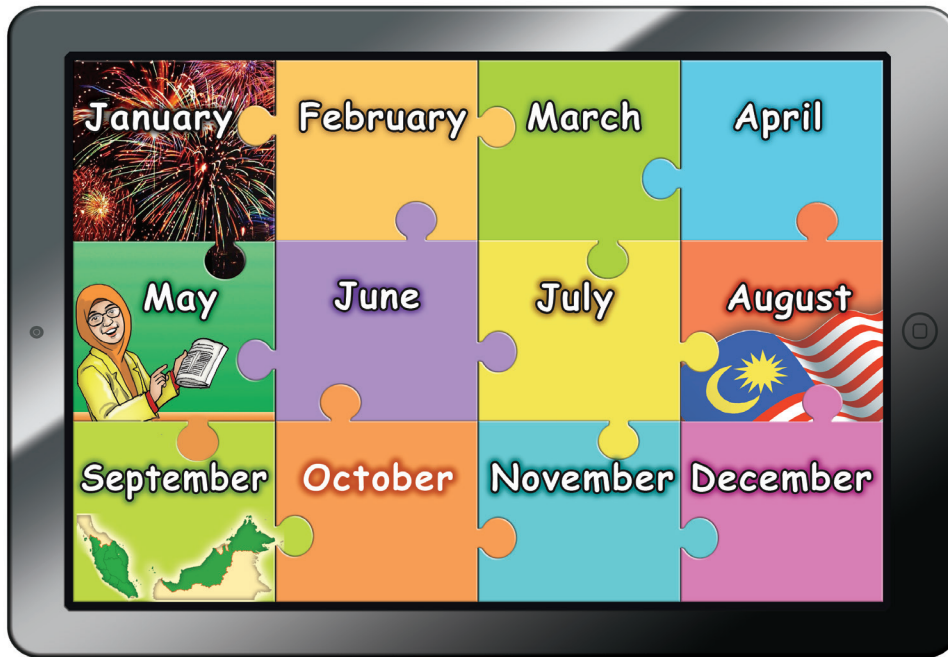 January February March April
May June July August
September October November December